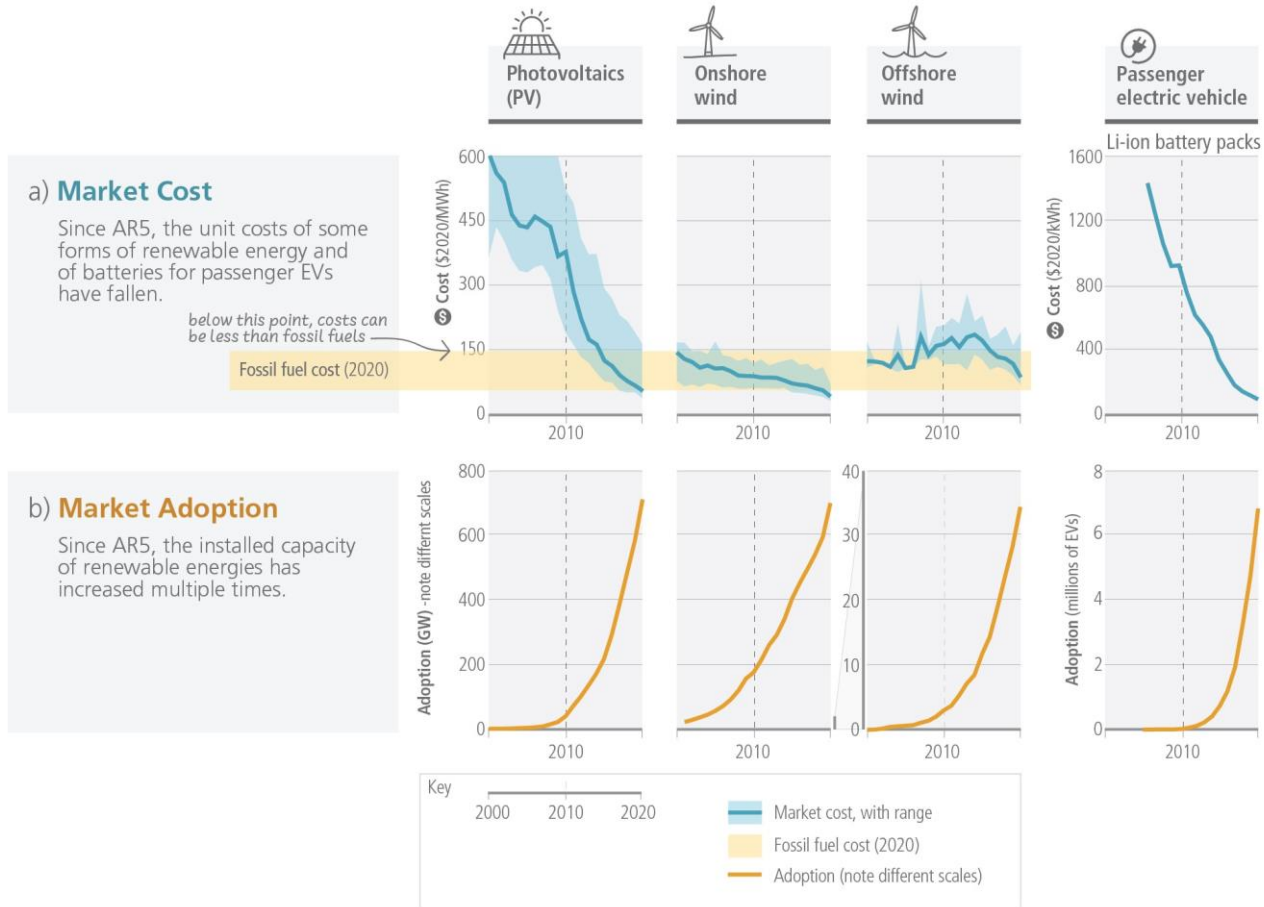 Photovoltaics
(PV)
Onshore
wind
Offshore
wind
Passenger
electric vehicle
a) Market Cost
Since AR5, the unit costs of some
forms of renewable energy and
of batteries for passenger EVs
have fallen.
below this point, costs can
be less than fossil fuels
Fossil fuel cost (2020)
$ Cost ($2020/MWh)
600
450
300
150
0
2010
2010
2010
Li-ion battery packs
$ Cost ($2020/kWh)
1600
1200
800
400
0
2010
b) Market Adoption
Since AR5, the installed capacity
of renewable energies has
increased multiple times.
Adoption (GW) -note differnt scales
800
600
400
200
0
2010
2010
40
30
20
10
0
2010
Adoption (millions of EVs)
8
6
4
2
0
2010
Key
2000 2010 2020
Market cost, with range
Fossil fuel cost (2020)
Adoption (note different scales)